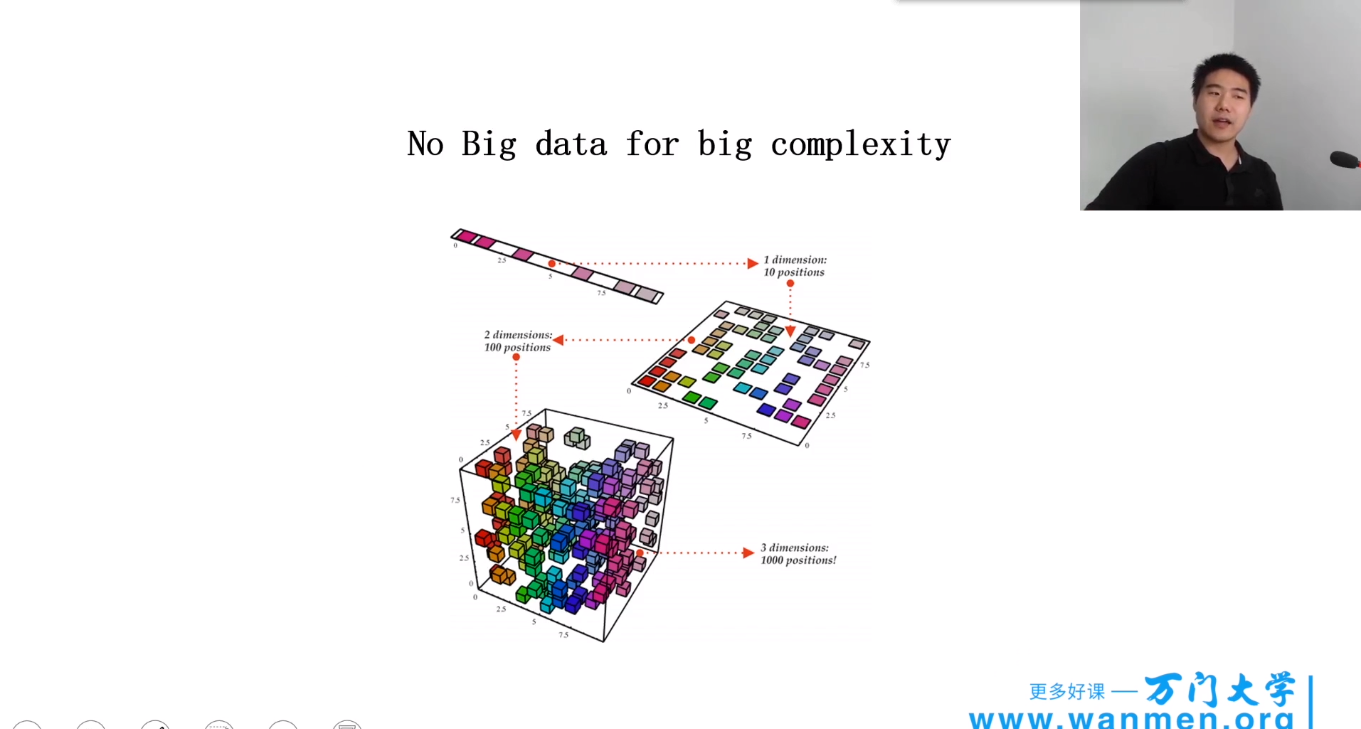 No Big data for big complexity
0
2.5
5
7.5
1 dimension:
10 positions
2 dimensions:
100 positions
0
2.5
5
7.5
0
2.5
5
7.5
7.5
5
2.5
0
7.5
5
2.5
0
0
2.5
5
7.5
3 dimensions:
1000 positions!
更多好课 — 万门大学
www.wanmen.org